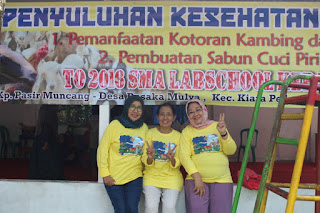 PENYULUHAN KESEHATAN
1. Pemanfaatan Kotoran Kambing da
2. Pembuatan Sabun Cuci Piri
TO 2018 SMA LABSCHOOL
Kp. Pasir Muncang - Desa Pusaka Mulya, Kec. Kiara Pe